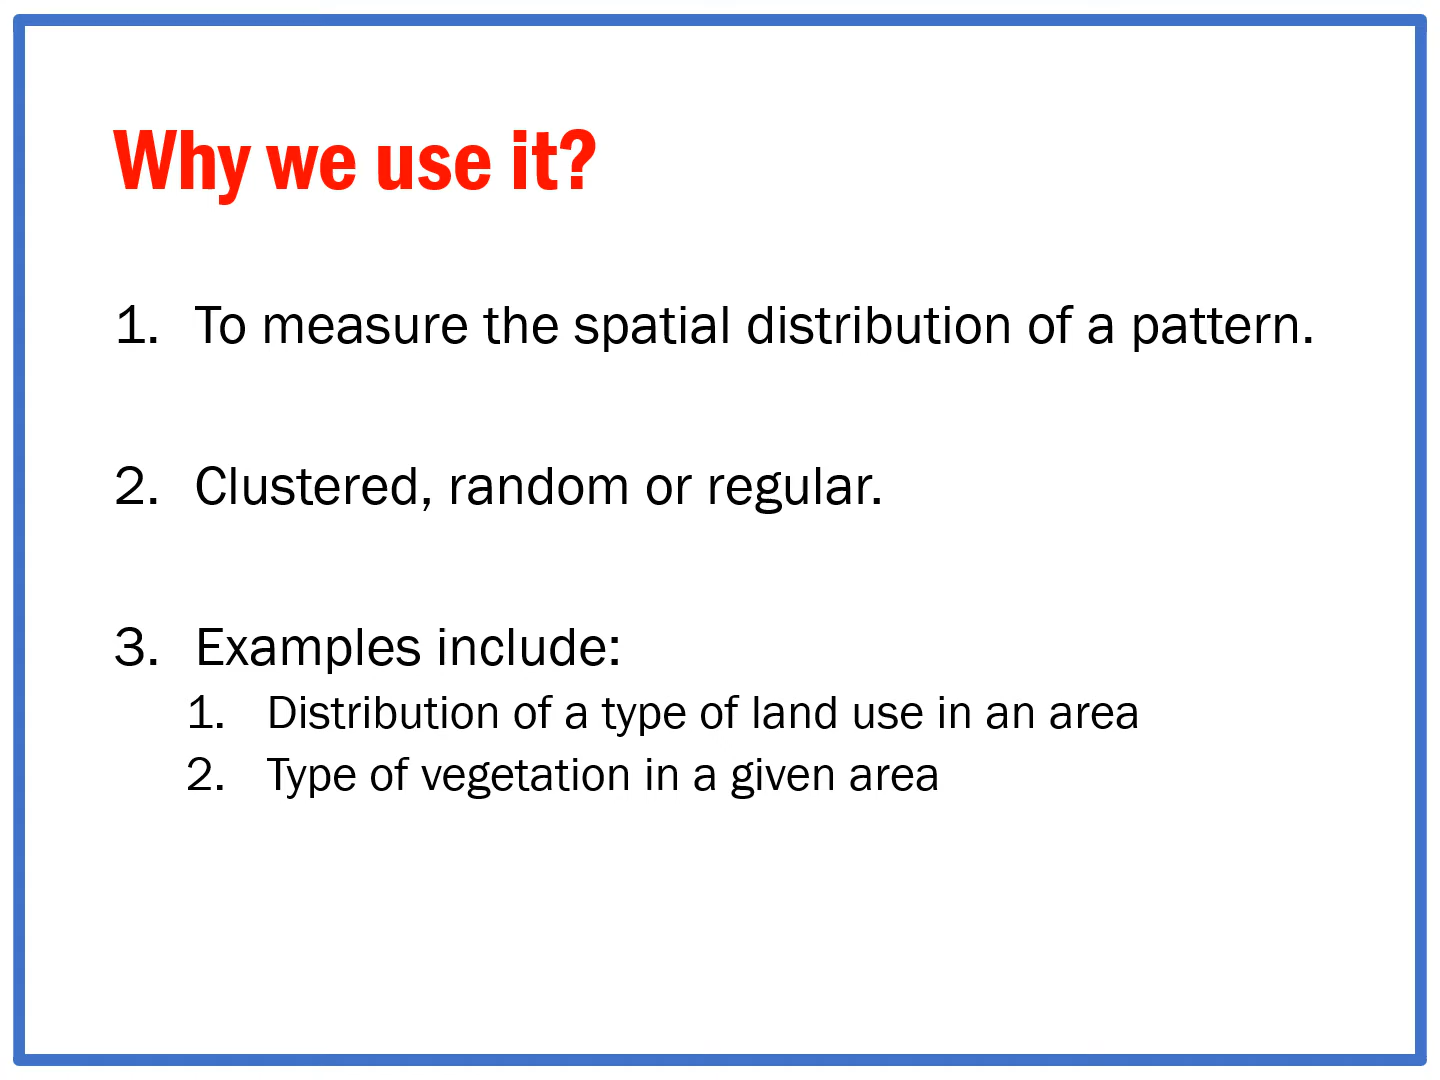 Why we use it?
1. To measure the spatial distribution of a pattern.
2. Clustered, random or regular.
3. Examples include:
1. Distribution of a type of land use in an area
2. Type of vegetation in a given area